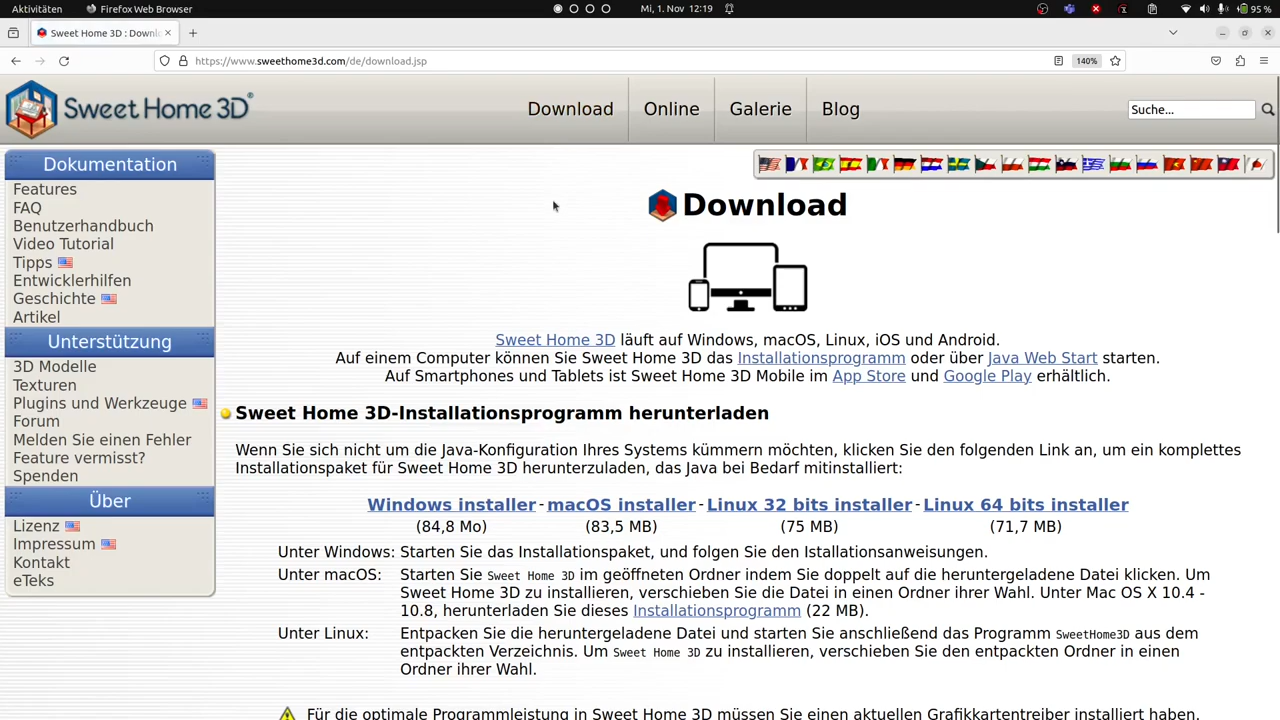 Aktivitäten
Firefox Web Browser
Mi, 1. Nov 12:19
95 %
Sweet Home 3D : Downl
https://www.sweethome3d.com/de/download.jsp
140%
Sweet Home 3D®
Download
Online
Galerie
Blog
Suche...
Dokumentation
Features
FAQ
Benutzerhandbuch
Video Tutorial
Tipps
Entwicklerhilfen
Geschichte
Artikel
Unterstützung
3D Modelle
Texturen
Plugins und Werkzeuge
Forum
Melden Sie einen Fehler
Feature vermisst?
Spenden
Über
Lizenz
Impressum
Kontakt
eTeks
Download
Sweet Home 3D läuft auf Windows, macOS, Linux, iOS und Android.
Auf einem Computer können Sie Sweet Home 3D das Installationsprogramm oder über Java Web Start starten.
Auf Smartphones und Tablets ist Sweet Home 3D Mobile im App Store und Google Play erhältlich.
Sweet Home 3D-Installationsprogramm herunterladen
Wenn Sie sich nicht um die Java-Konfiguration Ihres Systems kümmern möchten, klicken Sie den folgenden Link an, um ein komplettes
Installationspaket für Sweet Home 3D herunterzuladen, das Java bei Bedarf mitinstalliert:
Windows installer - macOS installer - Linux 32 bits installer - Linux 64 bits installer
(84,8 Mo) (83,5 MB) (75 MB) (71,7 MB)
Unter Windows: Starten Sie das Installationspaket, und folgen Sie den Istallationsanweisungen.
Unter macOS: Starten Sie Sweet Home 3D im geöffneten Ordner indem Sie doppelt auf die heruntergeladene Datei klicken. Um
Sweet Home 3D zu installieren, verschieben Sie die Datei in einen Ordner ihrer Wahl. Unter Mac OS X 10.4 -
10.8, herunterladen Sie dieses Installationsprogramm (22 MB).
Unter Linux: Entpacken Sie die heruntergeladene Datei und starten Sie anschließend das Programm SweetHome3D aus dem
entpackten Verzeichnis. Um Sweet Home 3D zu installieren, verschieben Sie den entpackten Ordner in einen
Ordner ihrer Wahl.
Für die optimale Programmleistung in Sweet Home 3D müssen Sie einen aktuellen Grafikkartentreiber installiert haben.